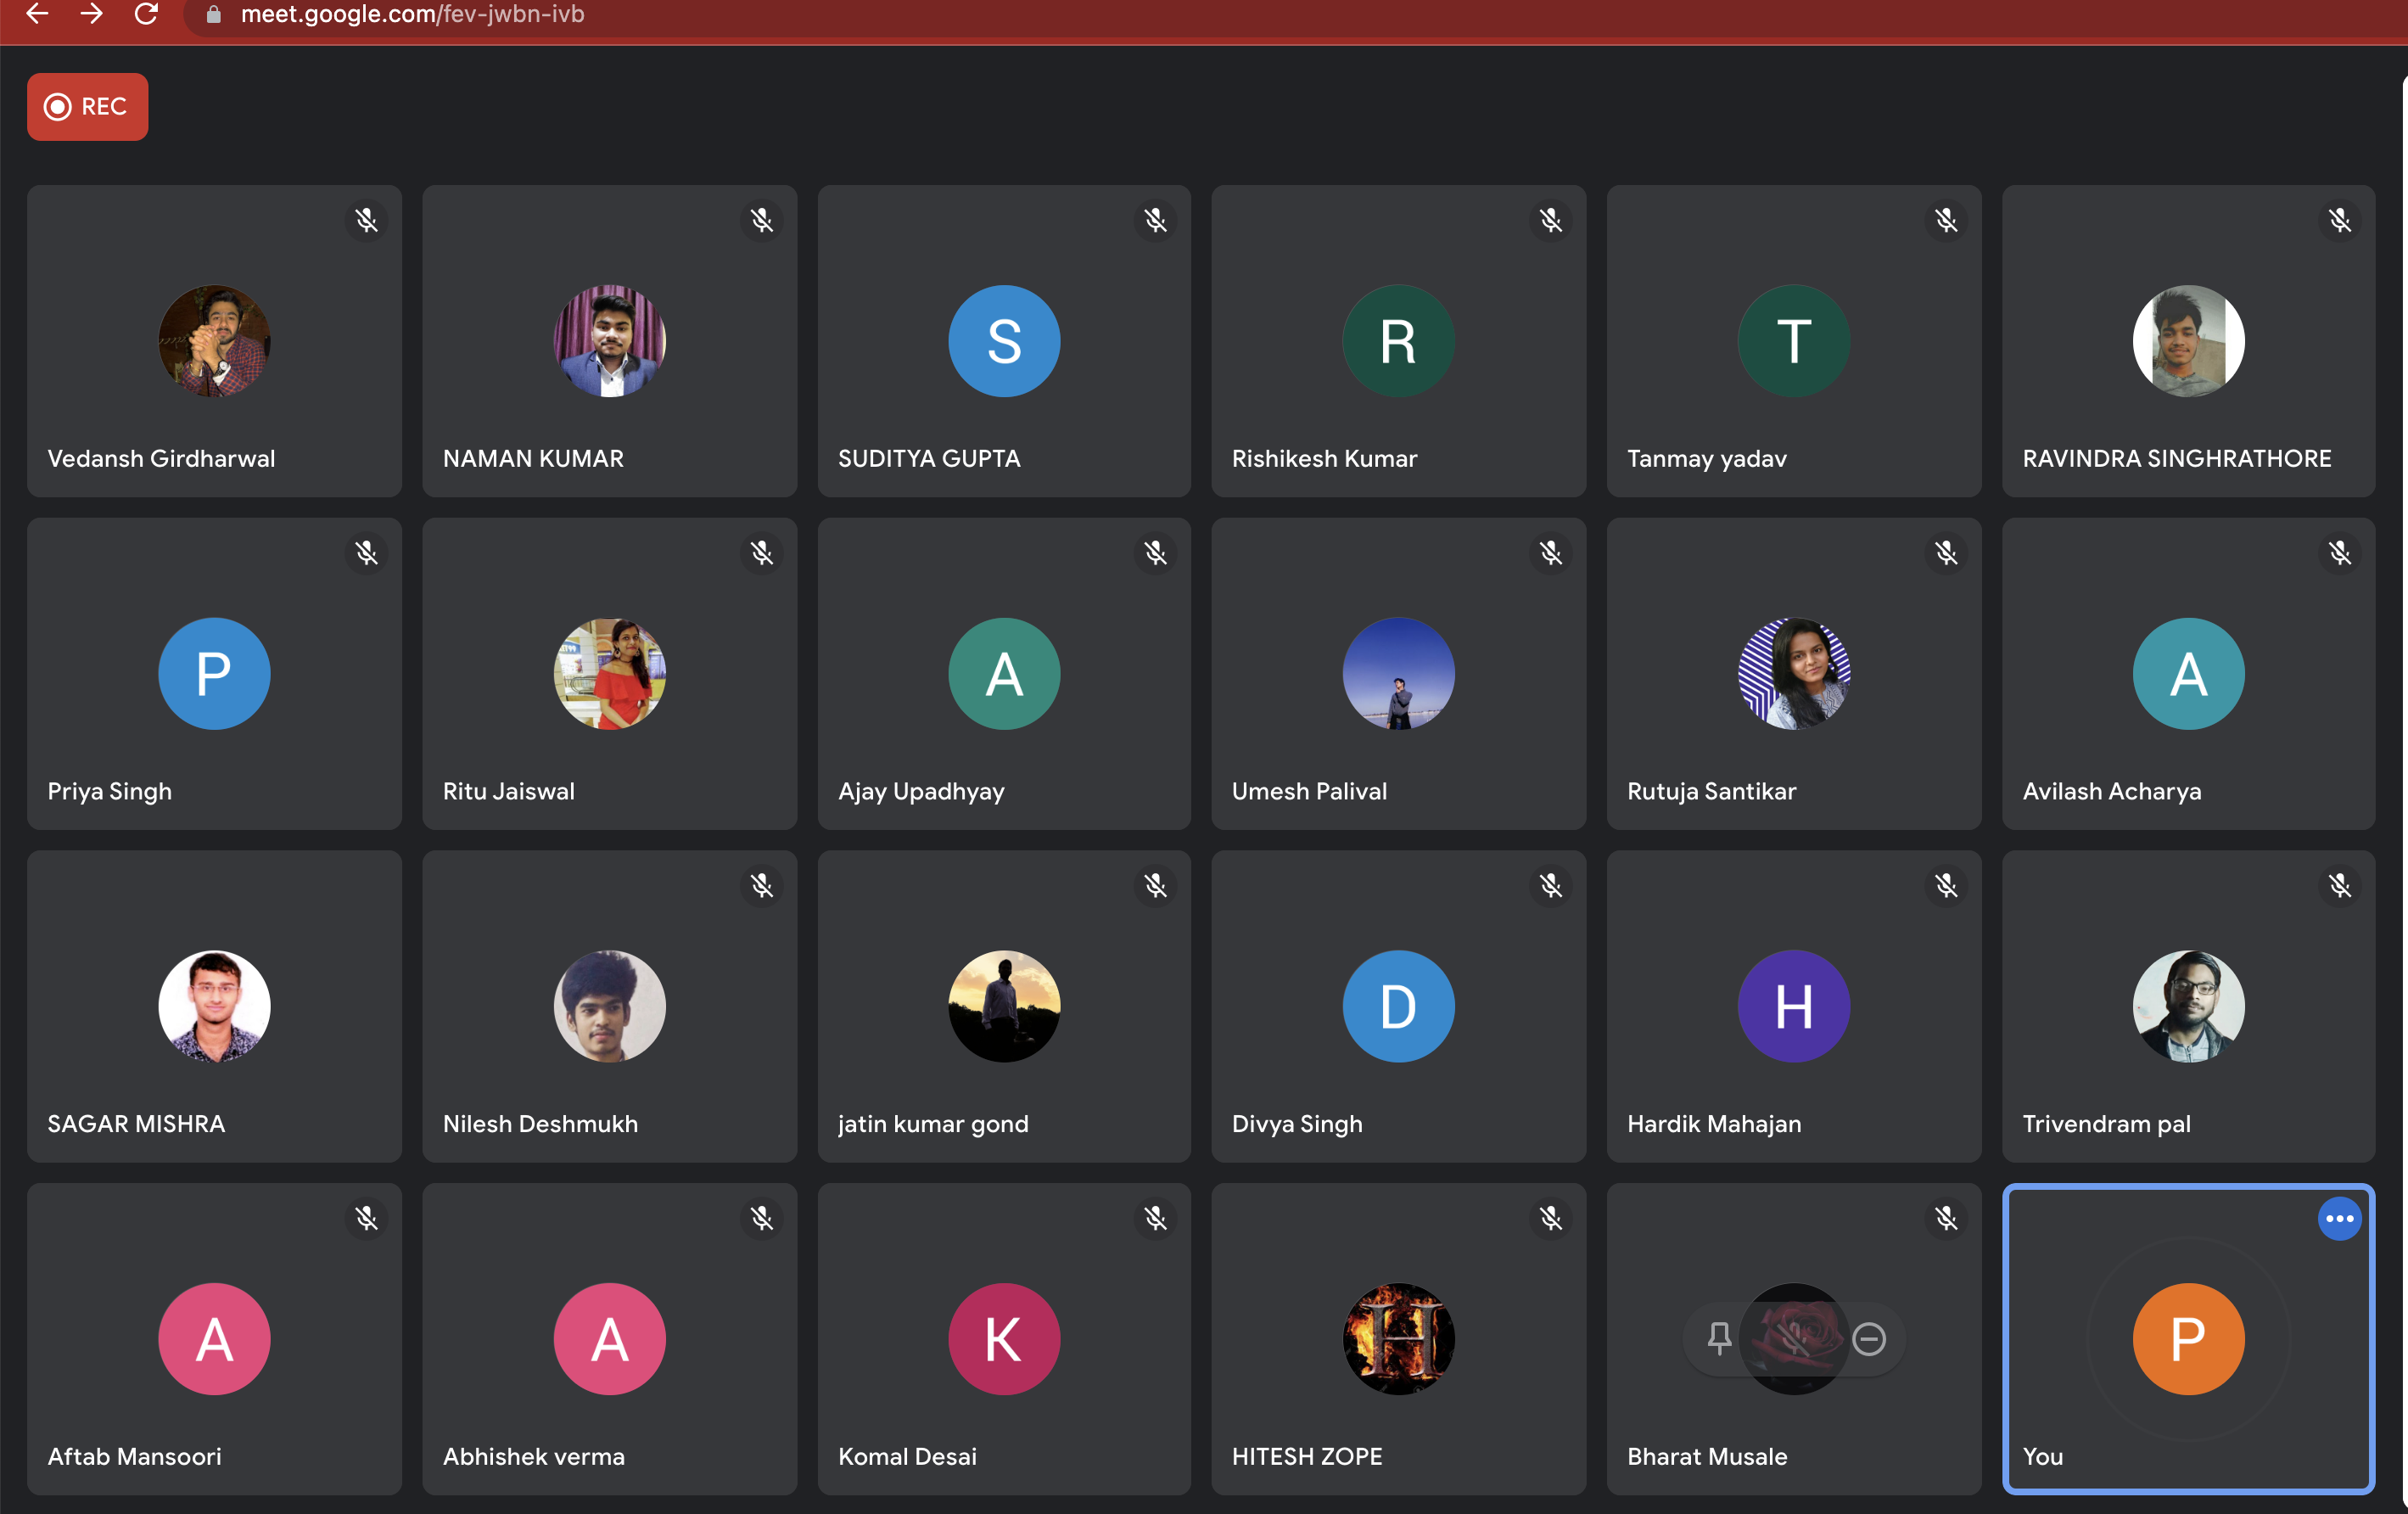 meet.google.com/fev-jwbn-ivb
REC
Vedansh Girdharwal
NAMAN KUMAR
S
SUDITYA GUPTA
R
Rishikesh Kumar
T
Tanmay yadav
RAVINDRA SINGHRATHORE
P
Priya Singh
Ritu Jaiswal
A
Ajay Upadhyay
Umesh Palival
Rutuja Santikar
A
Avilash Acharya
SAGAR MISHRA
Nilesh Deshmukh
jatin kumar gond
D
Divya Singh
H
Hardik Mahajan
Trivendram pal
A
Aftab Mansoori
A
Abhishek verma
K
Komal Desai
H
HITESH ZOPE
Bharat Musale
P
You